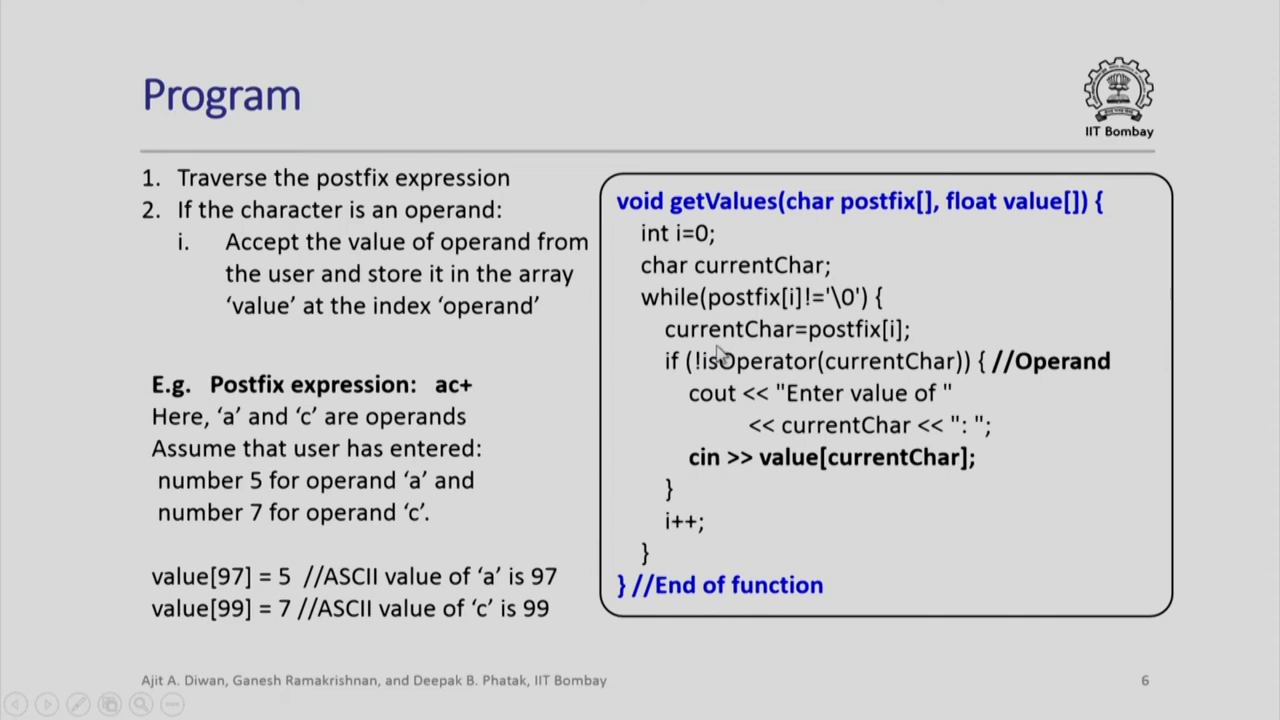 Program
IIT Bombay
1. Traverse the postfix expression
2. If the character is an operand:
i. Accept the value of operand from
the user and store it in the array
‘value’ at the index ‘operand’
E.g. Postfix expression: ac+
Here, ‘a’ and ‘c’ are operands
Assume that user has entered:
number 5 for operand ‘a’ and
number 7 for operand ‘c’.
value[97] = 5 //ASCII value of ‘a’ is 97
value[99] = 7 //ASCII value of ‘c’ is 99
void getValues(char postfix[], float value[]) {
int i=0;
char currentChar;
while(postfix[i]!='\0') {
currentChar=postfix[i];
if (!isOperator(currentChar)) { //Operand
cout << "Enter value of "
<< currentChar << ": ";
cin >> value[currentChar];
}
i++;
}
} //End of function
Ajit A. Diwan, Ganesh Ramakrishnan, and Deepak B. Phatak, IIT Bombay
6